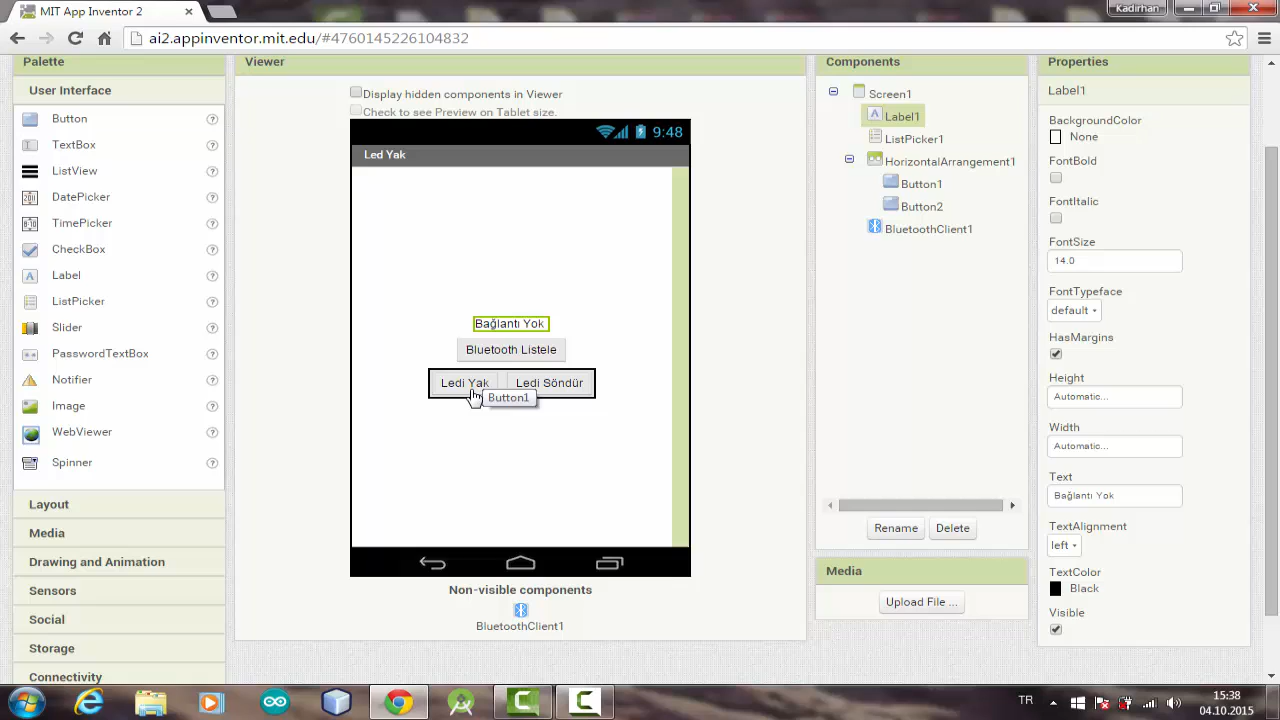 MIT App Inventor 2
Kadirhan
ai2.appinventor.mit.edu/#4760145226104832
Palette
User Interface
Button
TextBox
ListView
DatePicker
TimePicker
CheckBox
Label
ListPicker
Slider
PasswordTextBox
Notifier
Image
WebViewer
Spinner
Layout
Media
Drawing and Animation
Sensors
Social
Storage
Connectivity
Viewer
Display hidden components in Viewer
Check to see Preview on Tablet size.
9:48
Led Yak
Bağlantı Yok
Bluetooth Listele
Ledi Yak
Ledi Söndür
Button1
Non-visible components
BluetoothClient1
Components
Screen1
Label1
ListPicker1
HorizontalArrangement1
Button1
Button2
BluetoothClient1
Rename
Delete
Media
Upload File ...
Properties
Label1
BackgroundColor
None
FontBold
FontItalic
FontSize
14.0
FontTypeface
default
HasMargins
Height
Automatic...
Width
Automatic...
Text
Bağlantı Yok
TextAlignment
left
TextColor
Black
Visible
TR
15:38
04.10.2015